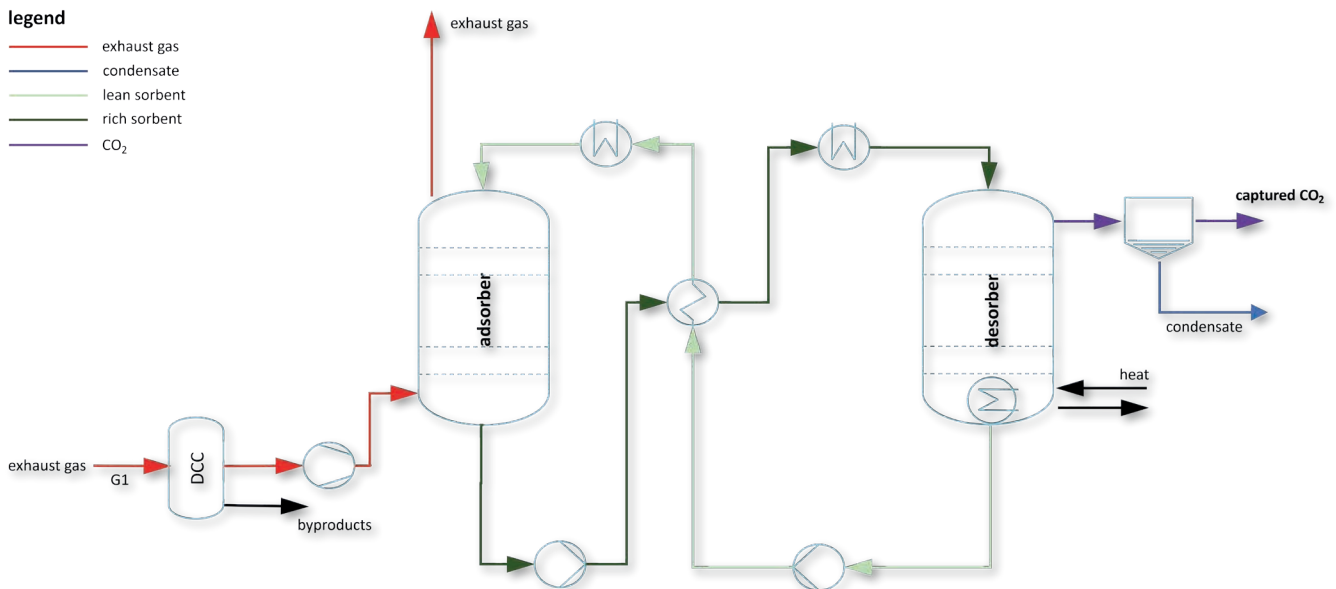 legend
exhaust gas
condensate
lean sorbent
rich sorbent
CO₂
exhaust gas
adsorber
desorber
captured CO₂
condensate
heat
exhaust gas
G1
DCC
byproducts